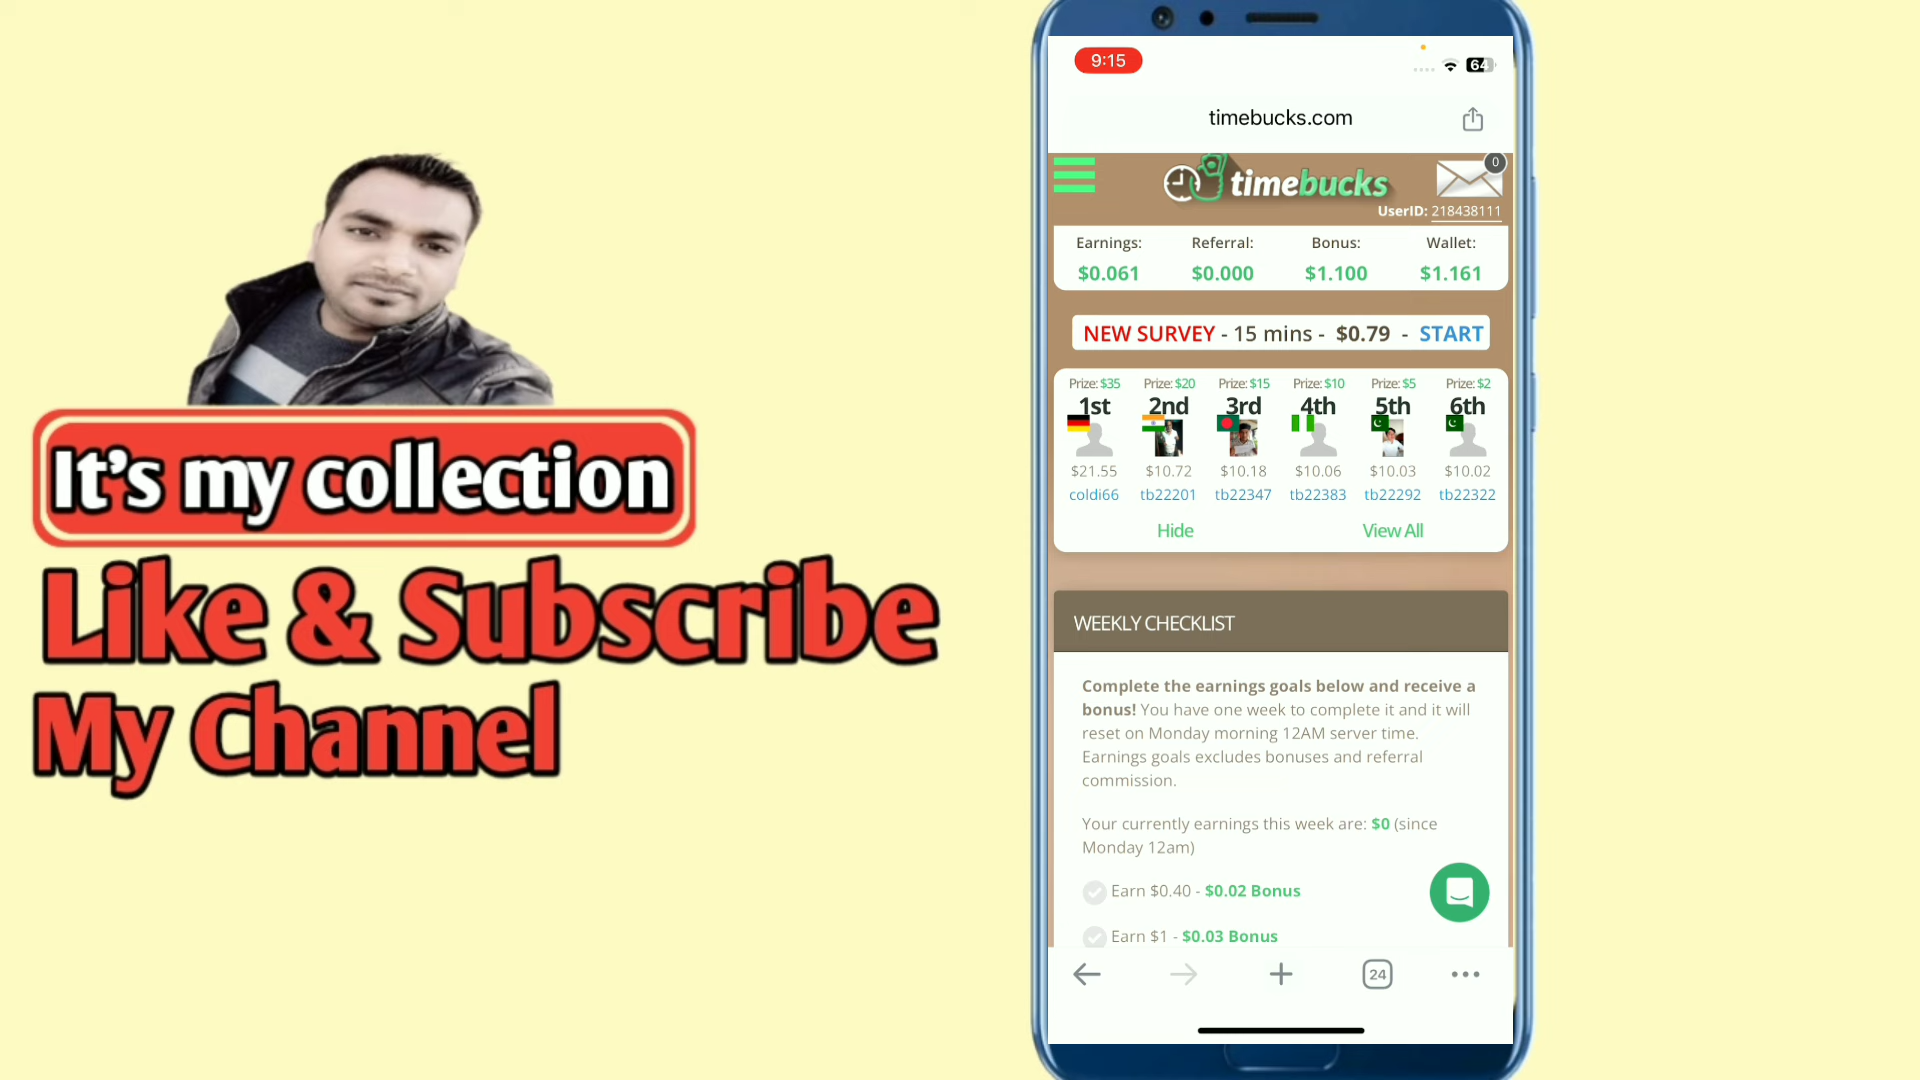 It's my collection
Like & Subscribe
My Channel
9:15
64
timebucks.com
timebucks
0
UserID: 218438111
Earnings: Referral: Bonus: Wallet:
$0.061 $0.000 $1.100 $1.161
NEW SURVEY - 15 mins - $0.79 - START
Prize: $35 Prize: $20 Prize: $15 Prize: $10 Prize: $5 Prize: $2
1st 2nd 3rd 4th 5th 6th
$21.55 $10.72 $10.18 $10.06 $10.03 $10.02
coldi66 tb22201 tb22347 tb22383 tb22292 tb22322
Hide View All
WEEKLY CHECKLIST
Complete the earnings goals below and receive a
bonus! You have one week to complete it and it will
reset on Monday morning 12AM server time.
Earnings goals excludes bonuses and referral
commission.
Your currently earnings this week are: $0 (since
Monday 12am)
Earn $0.40 - $0.02 Bonus
Earn $1 - $0.03 Bonus
24